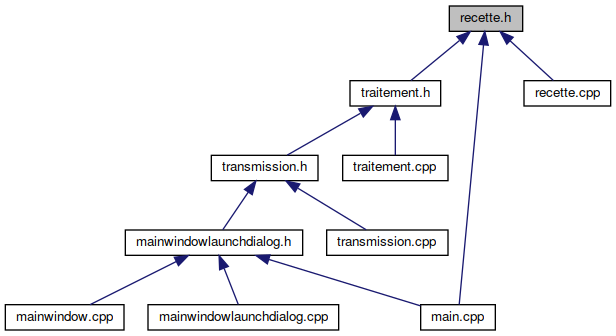 recette.h
traitement.h
recette.cpp
transmission.h
traitement.cpp
mainwindowlaunchdialog.h
transmission.cpp
mainwindow.cpp
mainwindowlaunchdialog.cpp
main.cpp